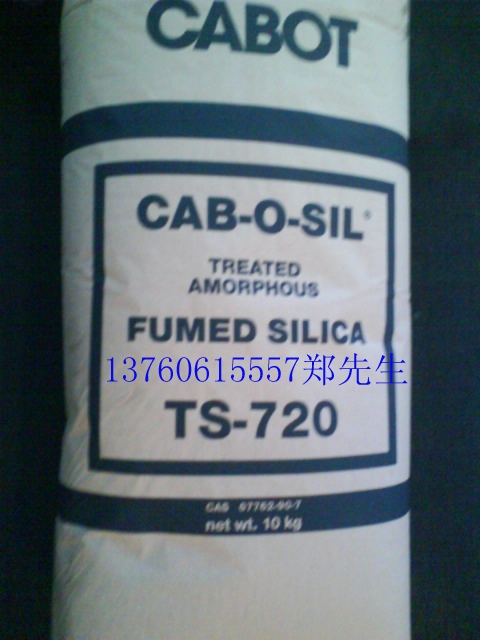 CABOT
CAB-O-SIL®
TREATED
AMORPHOUS
FUMED SILICA
13760615557郑先生
TS-720
CAS 67762-90-7
net wt. 10 kg